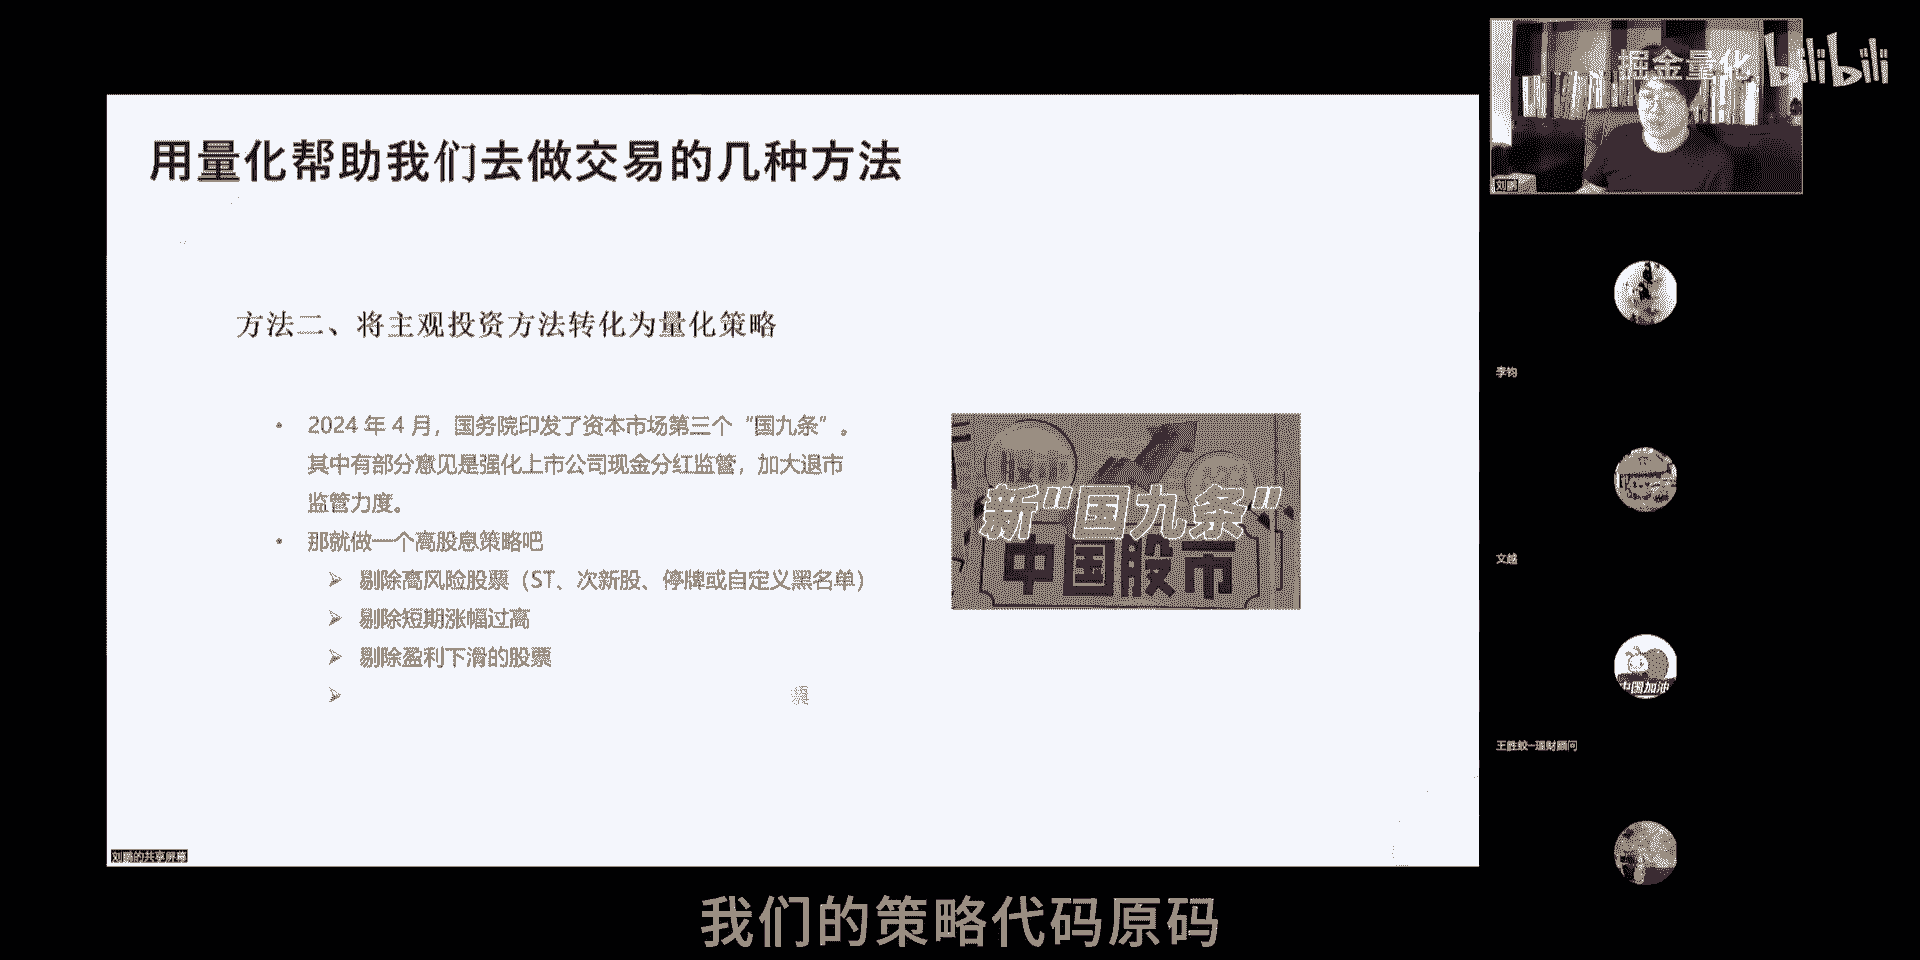 掘金量化 bilibili
用量化帮助我们去做交易的几种方法
方法二、将主观投资方法转化为量化策略
• 2024 年 4 月，国务院印发了资本市场第三个“国九条”。
其中有部分意见是强化上市公司现金分红监管，加大退市
监管力度。
• 那就做一个高股息策略吧
➢ 剔除高风险股票（ST、次新股、停牌或自定义黑名单）
➢ 剔除短期涨幅过高
➢ 剔除盈利下滑的股票
➢
新“国九条”
中国股市
刘鹏的共享屏幕
刘鹏
李钧
文越
中国加油
理财顾问
我们的策略代码原码